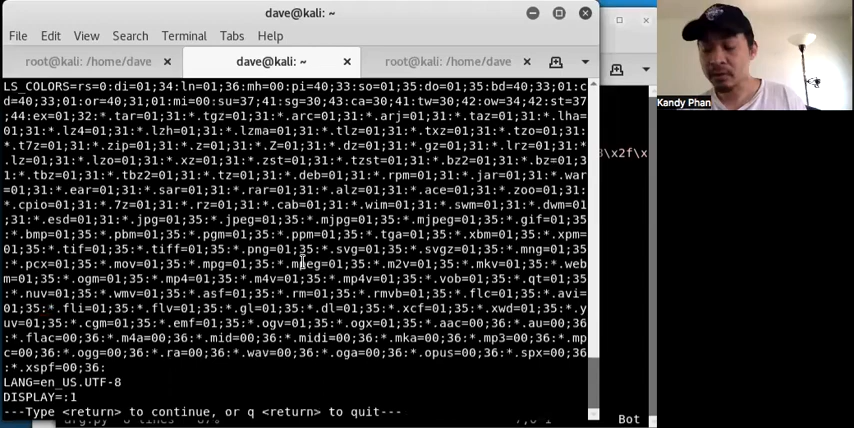 dave@kali: ~
File Edit View Search Terminal Tabs Help
root@kali: /home/dave
dave@kali: ~
root@kali: /home/dave
LS_COLORS=rs=0:di=01;34:ln=01;36:mh=00:pi=40;33:so=01;35:do=01;35:bd=40;33;01:c
d=40;33;01:or=40;31;01:mi=00:su=37;41:sg=30;43:ca=30;41:tw=30;42:ow=34;42:st=37
;44:ex=01;32:*.tar=01;31:*.tgz=01;31:*.arc=01;31:*.arj=01;31:*.taz=01;31:*.lha=
01;31:*.lz4=01;31:*.lzh=01;31:*.lzma=01;31:*.tlz=01;31:*.txz=01;31:*.tzo=01;31:
*.t7z=01;31:*.zip=01;31:*.z=01;31:*.Z=01;31:*.dz=01;31:*.gz=01;31:*.lrz=01;31:*
.lz=01;31:*.lzo=01;31:*.xz=01;31:*.zst=01;31:*.tzst=01;31:*.bz2=01;31:*.bz=01;3
1:*.tbz=01;31:*.tbz2=01;31:*.tz=01;31:*.deb=01;31:*.rpm=01;31:*.jar=01;31:*.war
=01;31:*.ear=01;31:*.sar=01;31:*.rar=01;31:*.alz=01;31:*.ace=01;31:*.zoo=01;31:
*.cpio=01;31:*.7z=01;31:*.rz=01;31:*.cab=01;31:*.wim=01;31:*.swm=01;31:*.dwm=01
;31:*.esd=01;31:*.jpg=01;35:*.jpeg=01;35:*.mjpg=01;35:*.mjpeg=01;35:*.gif=01;35
:*.bmp=01;35:*.pbm=01;35:*.pgm=01;35:*.ppm=01;35:*.tga=01;35:*.xbm=01;35:*.xpm=
01;35:*.tif=01;35:*.tiff=01;35:*.png=01;35:*.svg=01;35:*.svgz=01;35:*.mng=01;35
:*.pcx=01;35:*.mov=01;35:*.mpg=01;35:*.mpeg=01;35:*.m2v=01;35:*.mkv=01;35:*.web
m=01;35:*.ogm=01;35:*.mp4=01;35:*.m4v=01;35:*.mp4v=01;35:*.vob=01;35:*.qt=01;35
:*.nuv=01;35:*.wmv=01;35:*.asf=01;35:*.rm=01;35:*.rmvb=01;35:*.flc=01;35:*.avi=
01;35:*.fli=01;35:*.flv=01;35:*.gl=01;35:*.dl=01;35:*.xcf=01;35:*.xwd=01;35:*.y
uv=01;35:*.cgm=01;35:*.emf=01;35:*.ogv=01;35:*.ogx=01;35:*.aac=00;36:*.au=00;36
:*.flac=00;36:*.m4a=00;36:*.mid=00;36:*.midi=00;36:*.mka=00;36:*.mp3=00;36:*.mp
c=00;36:*.ogg=00;36:*.ra=00;36:*.wav=00;36:*.oga=00;36:*.opus=00;36:*.spx=00;36
:*.xspf=00;36:
LANG=en_US.UTF-8
DISPLAY=:1
---Type <return> to continue, or q <return> to quit---
\x2f\x
Bot
Kandy Phan